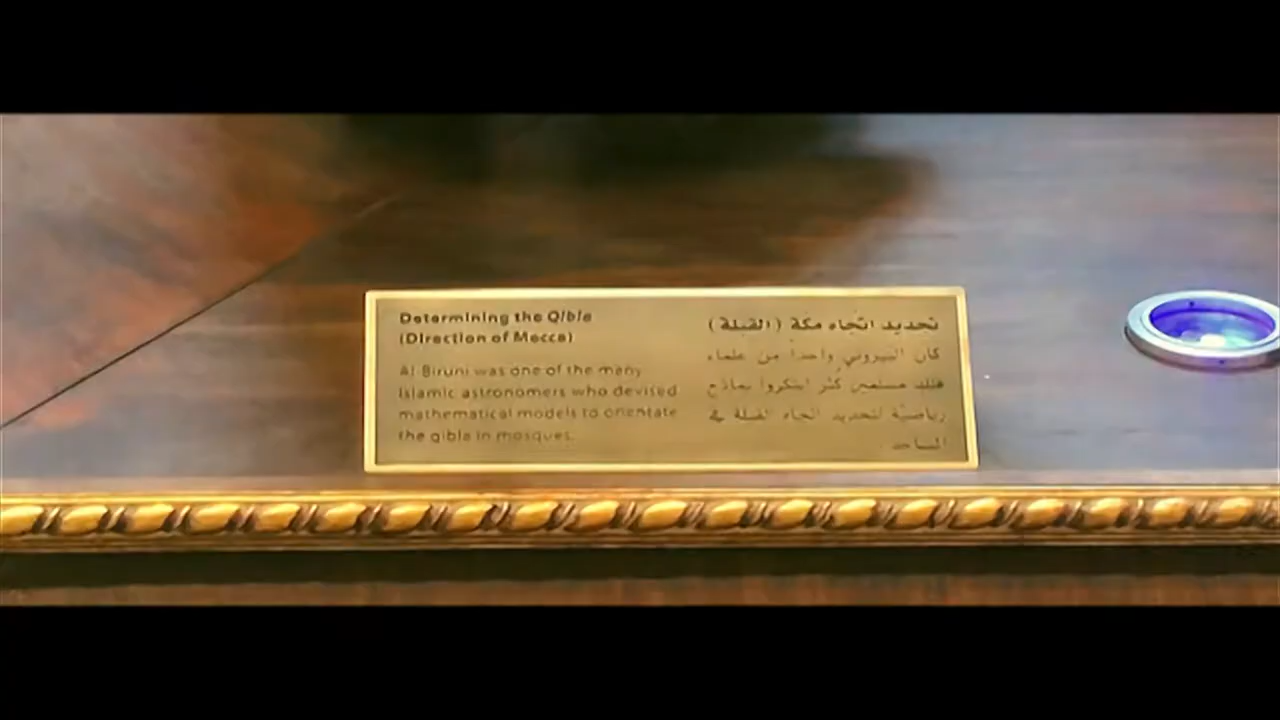 Determining the Qibla
(Direction of Mecca)
Al Biruni was one of the many
Islamic astronomers who devised
mathematical models to orientate
the qibla in mosques.
تحديد اتجاه مكة (القبلة)
كان البيروني واحداً من علماء
فلك مسلمين كُثر ابتكروا نماذج
رياضية لتحديد اتجاه القبلة في